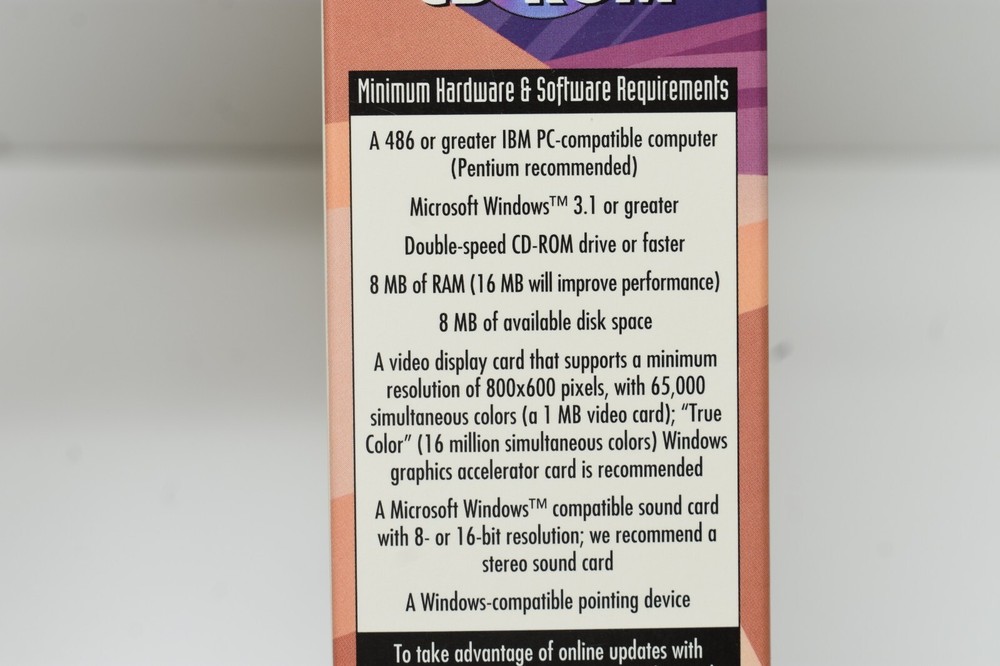 CD-ROM
Minimum Hardware & Software Requirements
A 486 or greater IBM PC-compatible computer
(Pentium recommended)
Microsoft Windows™ 3.1 or greater
Double-speed CD-ROM drive or faster
8 MB of RAM (16 MB will improve performance)
8 MB of available disk space
A video display card that supports a minimum
resolution of 800x600 pixels, with 65,000
simultaneous colors (a 1 MB video card); “True
Color” (16 million simultaneous colors) Windows
graphics accelerator card is recommended
A Microsoft Windows™ compatible sound card
with 8- or 16-bit resolution; we recommend a
stereo sound card
A Windows-compatible pointing device
To take advantage of online updates with